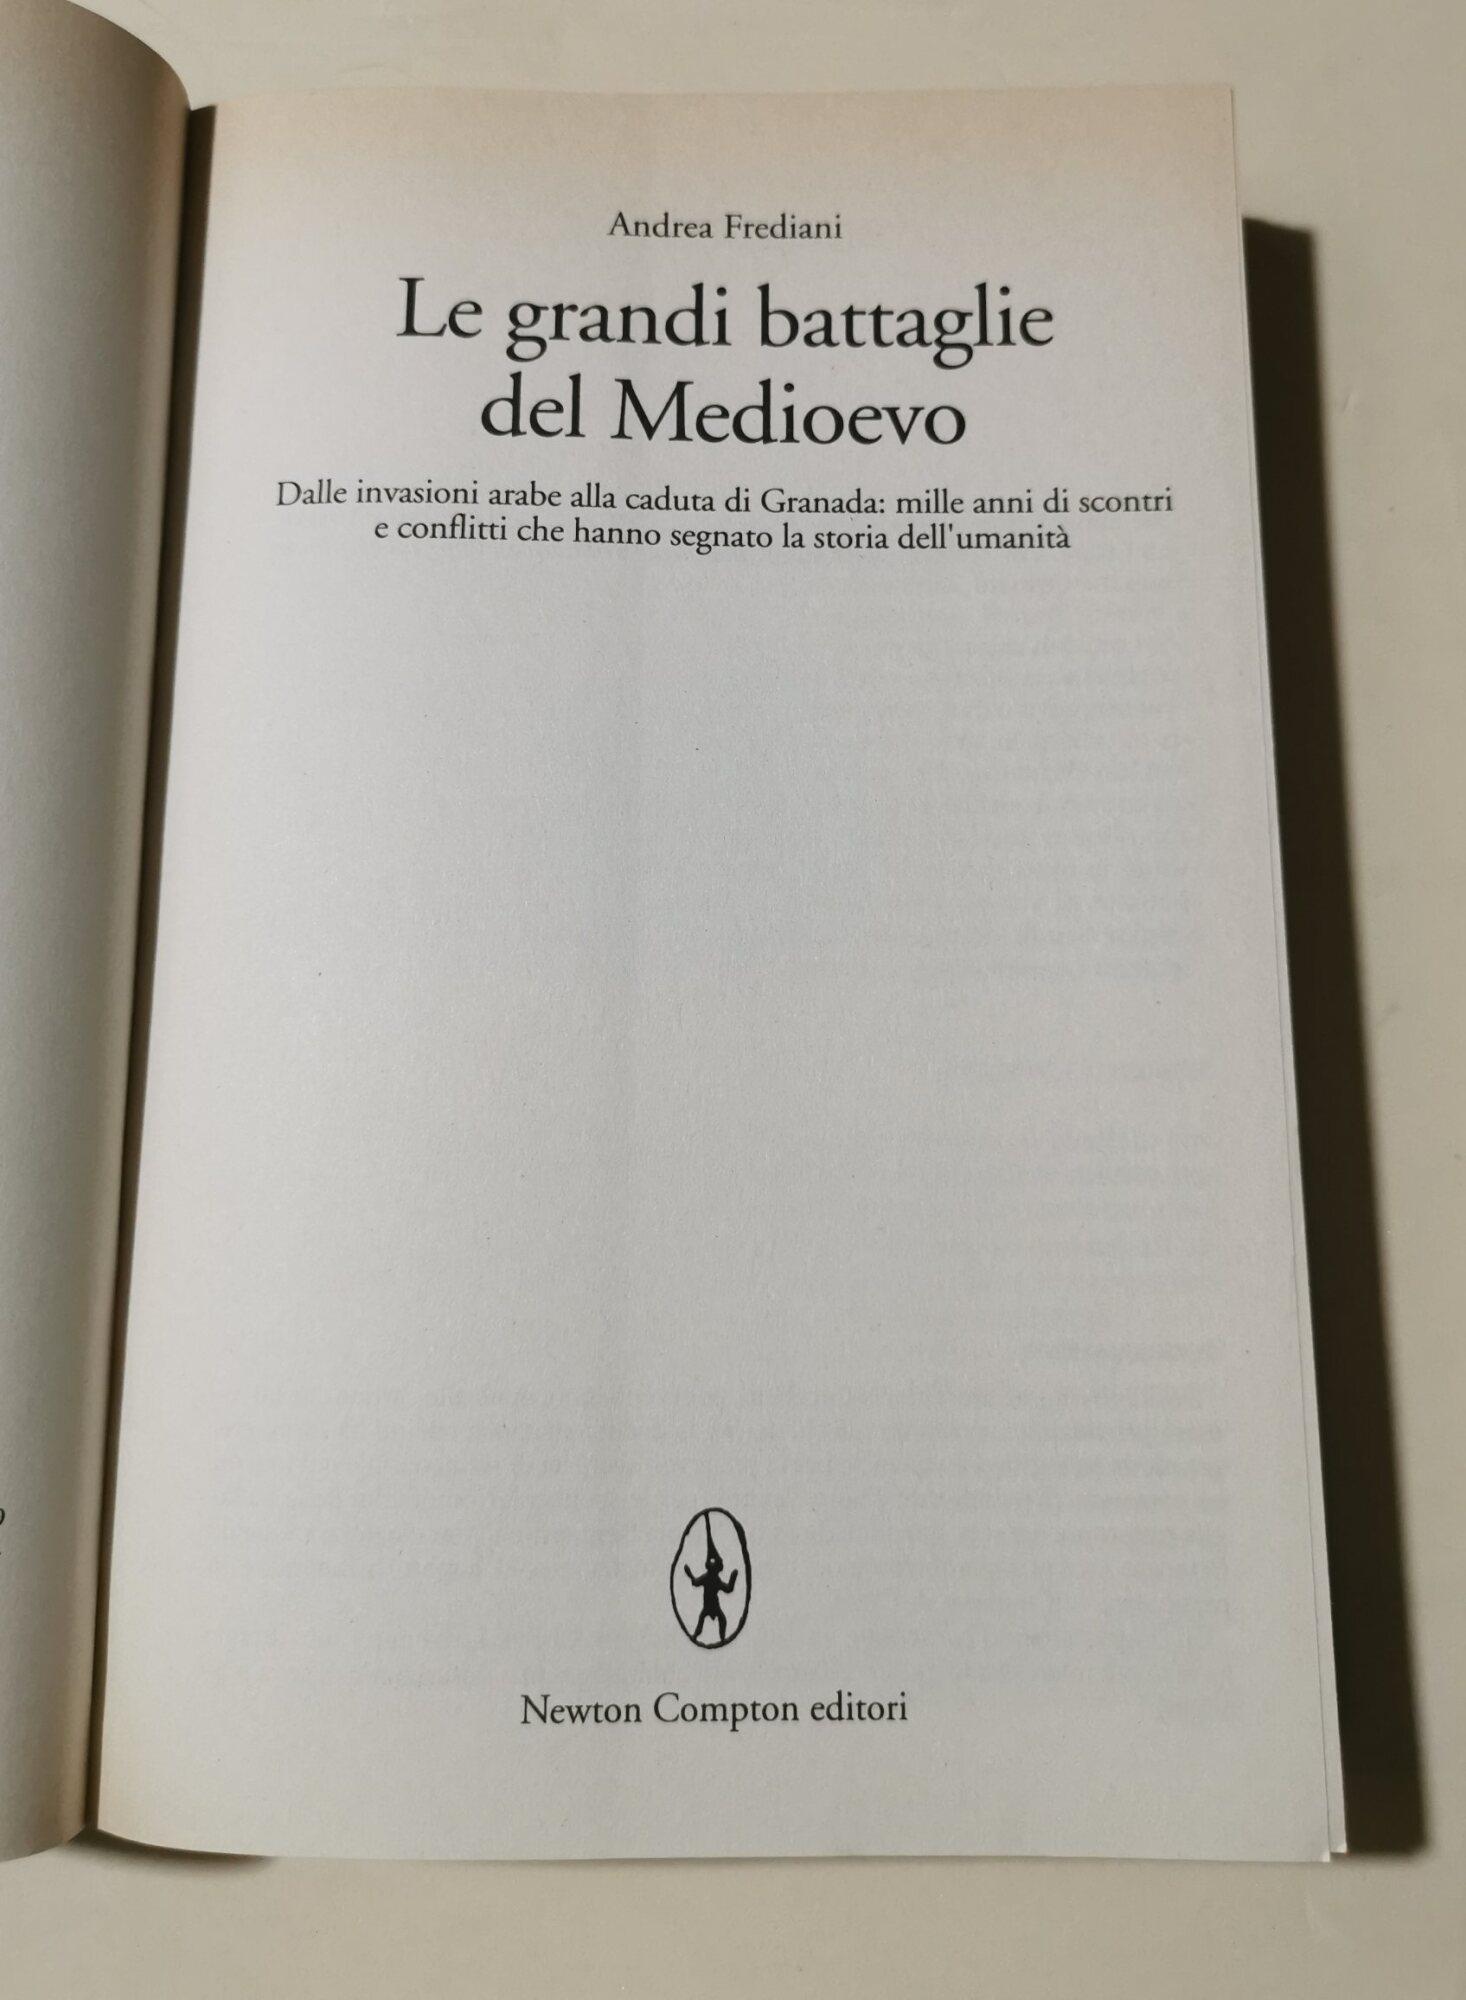 Andrea Frediani
Le grandi battaglie
del Medioevo
Dalle invasioni arabe alla caduta di Granada: mille anni di scontri
e conflitti che hanno segnato la storia dell'umanità
Newton Compton editori